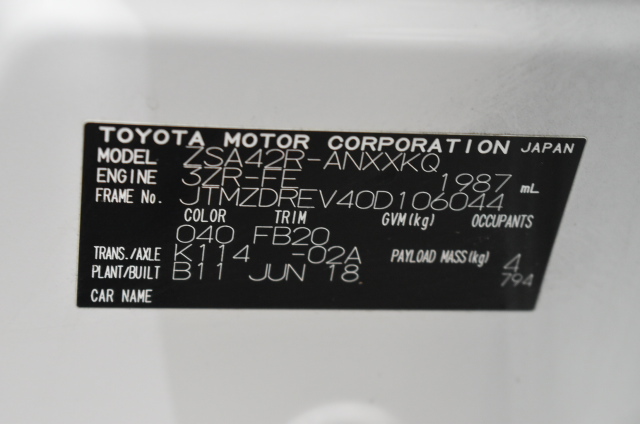 TOYOTA MOTOR CORPORATION JAPAN
MODEL ZSA42R-ANXXKQ
ENGINE 3ZR-FE 1987 mL
FRAME No. JTMZDREV40D106044
COLOR TRIM GVM(kg) OCCUPANTS
040 FB20
TRANS./AXLE K114 -02A PAYLOAD MASS(kg) 4
PLANT/BUILT B11 JUN 18 794
CAR NAME